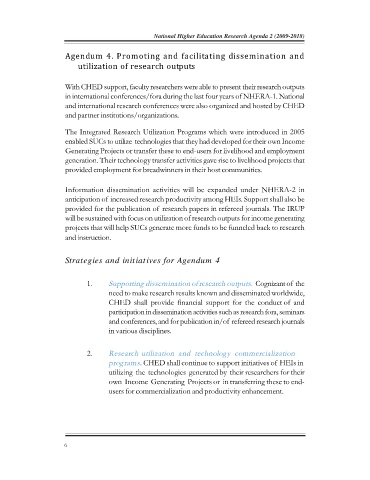 National Higher Education Research Agenda 2 (2009-2018)
Agendum 4. Promoting and facilitating dissemination and
utilization of research outputs
With CHED support, faculty researchers were able to present their research outputs
in international conferences/fora during the last four years of NHERA-1. National
and international research conferences were also organized and hosted by CHED
and partner institutions/organizations.
The Integrated Research Utilization Programs which were introduced in 2005
enabled SUCs to utilize technologies that they had developed for their own Income
Generating Projects or transfer these to end-users for livelihood and employment
generation. Their technology transfer activities gave rise to livelihood projects that
provided employment for breadwinners in their host communities.
Information dissemination activities will be expanded under NHERA-2 in
anticipation of increased research productivity among HEIs. Support shall also be
provided for the publication of research papers in refereed journals. The IRUP
will be sustained with focus on utilization of research outputs for income generating
projects that will help SUCs generate more funds to be funneled back to research
and instruction.
Strategies and initiatives for Agendum 4
1. Supporting dissemination of research outputs. Cognizant of the
need to make research results known and disseminated worldwide,
CHED shall provide financial support for the conduct of and
participation in dissemination activities such as research fora, seminars
and conferences, and for publication in/of refereed research journals
in various disciplines.
2. Research utilization and technology commercialization
programs. CHED shall continue to support initiatives of HEIs in
utilizing the technologies generated by their researchers for their
own Income Generating Projects or in transferring these to end-
users for commercialization and productivity enhancement.
6